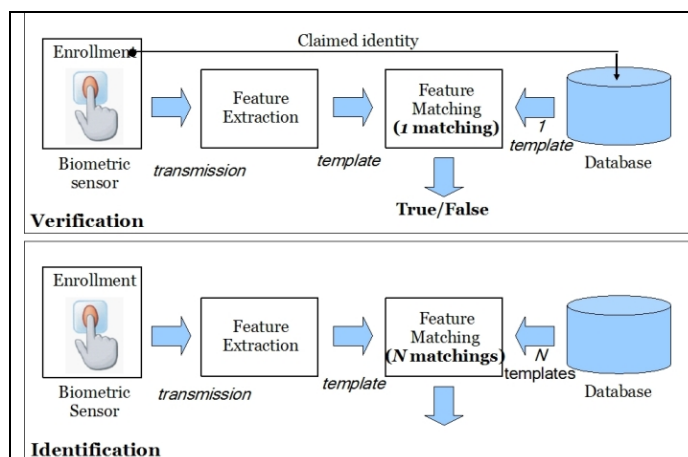 Claimed identity
Enrollment
Feature
Extraction
Feature
Matching
(1 matching)
1
template
Biometric
sensor
transmission
template
Database
True/False
Verification
Enrollment
Feature
Extraction
Feature
Matching
(N matchings)
N
templates
Biometric
Sensor
transmission
template
Database
Identification